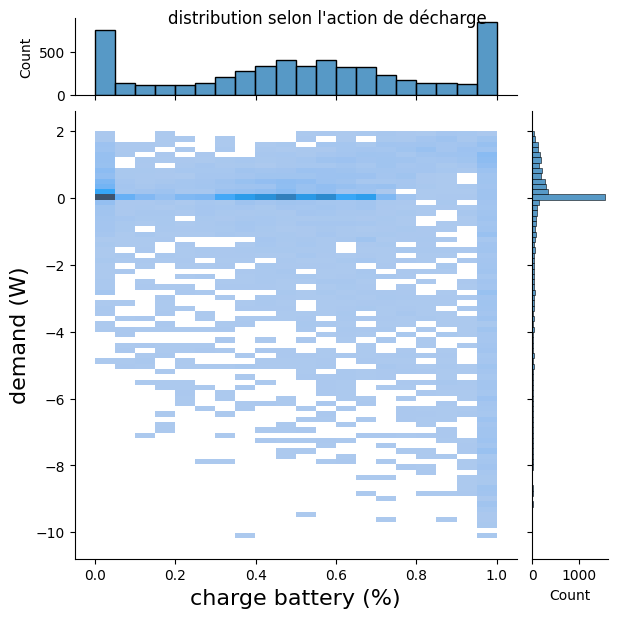 distribution selon l'action de décharge
Count
500
0
2
0
−2
−4
−6
−8
−10
demand (W)
0.0 0.2 0.4 0.6 0.8 1.0
charge battery (%)
0 1000
Count